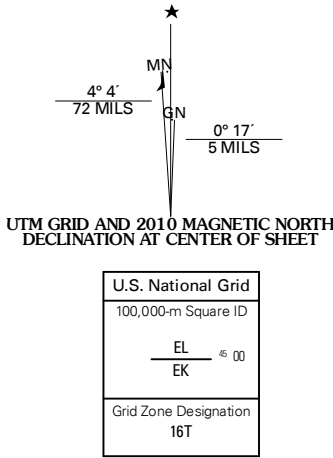 ★
MN
4° 4´
72 MILS
GN
0° 17´
5 MILS
UTM GRID AND 2010 MAGNETIC NORTH
DECLINATION AT CENTER OF SHEET
U.S. National Grid
100,000-m Square ID
EL
45 00
EK
Grid Zone Designation
16T